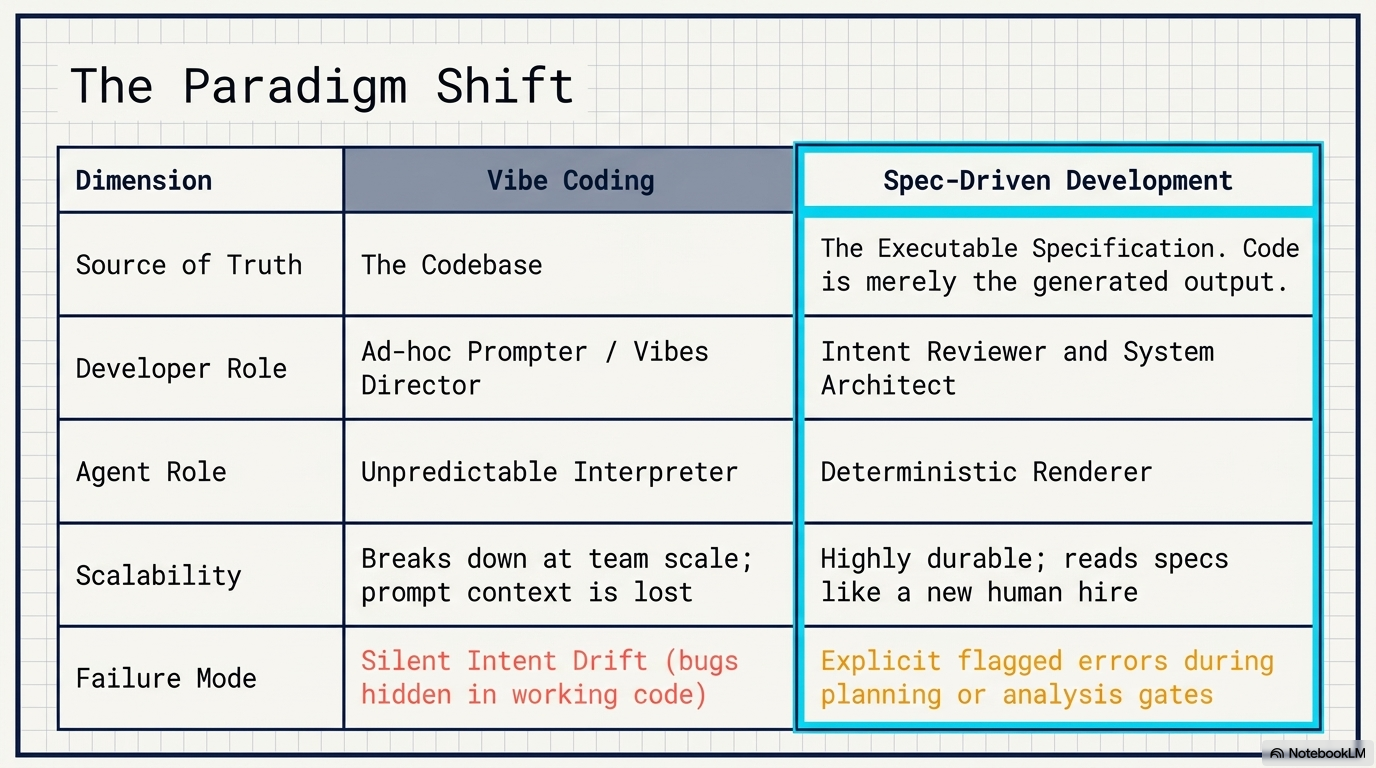 The Paradigm Shift
Dimension
Vibe Coding
Spec-Driven Development
Source of Truth
The Codebase
The Executable Specification. Code
is merely the generated output.
Developer Role
Ad-hoc Prompter / Vibes
Director
Intent Reviewer and System
Architect
Agent Role
Unpredictable Interpreter
Deterministic Renderer
Scalability
Breaks down at team scale;
prompt context is lost
Highly durable; reads specs
like a new human hire
Failure Mode
Silent Intent Drift (bugs
hidden in working code)
Explicit flagged errors during
planning or analysis gates
NotebookLM